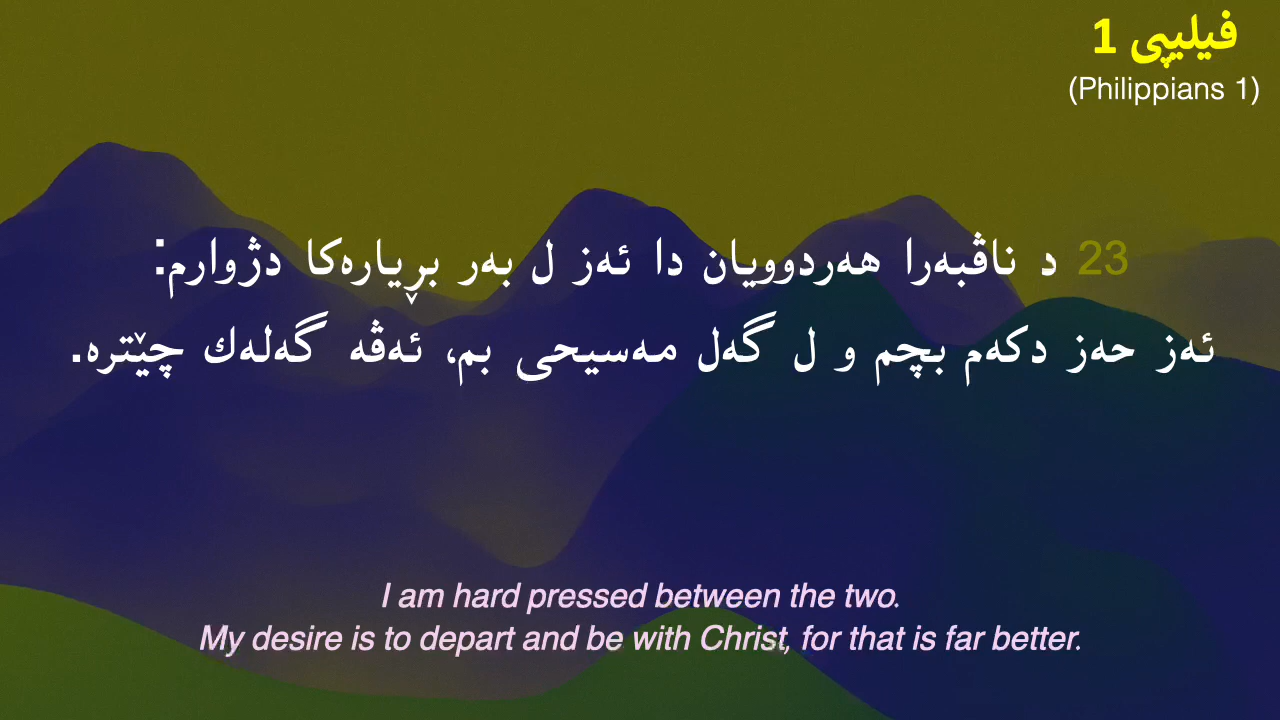 فیلیپی 1
(Philippians 1)
23 د ناڤبەرا هەردوویان دا ئەز ل بەر بڕیارەکا دژوارم:
ئەز حەز دکەم بچم و ل گەل مەسیحی بم، ئەڤە گەلەك چێترە.
I am hard pressed between the two.
My desire is to depart and be with Christ, for that is far better.